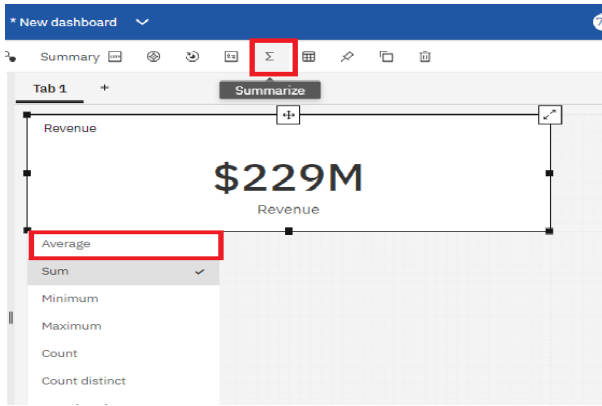 * New dashboard
Summary
Σ
Tab 1 +
Summarize
Revenue
$229M
Revenue
Average
Sum
Minimum
Maximum
Count
Count distinct